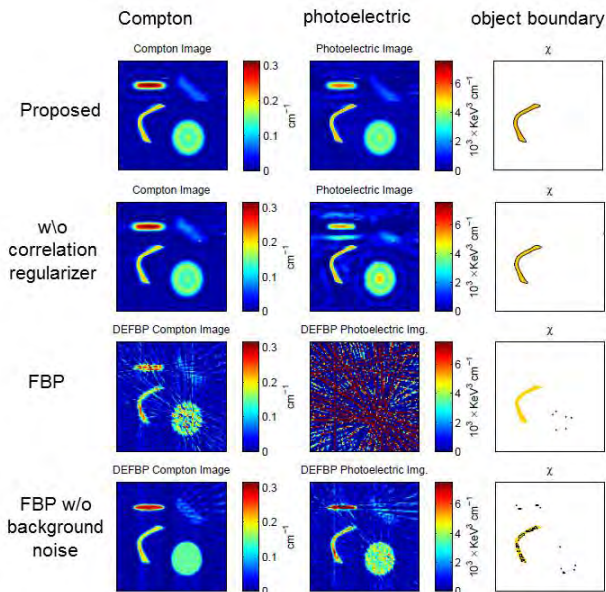 Compton photoelectric object boundary
Compton Image Photoelectric Image χ
Proposed
0.3
0.2
0.1
0
cm⁻¹
6
4
2
0
10³ × KeV³ cm⁻¹
Compton Image Photoelectric Image χ
w/o
correlation
regularizer
0.3
0.2
0.1
0
cm⁻¹
6
4
2
0
10³ × KeV³ cm⁻¹
DEFBP Compton Image DEFBP Photoelectric Img. χ
FBP
0.3
0.2
0.1
0
cm⁻¹
6
4
2
0
10³ × KeV³ cm⁻¹
DEFBP Compton Image DEFBP Photoelectric Img. χ
FBP w/o
background
noise
0.3
0.2
0.1
0
cm⁻¹
6
4
2
0
10³ × KeV³ cm⁻¹